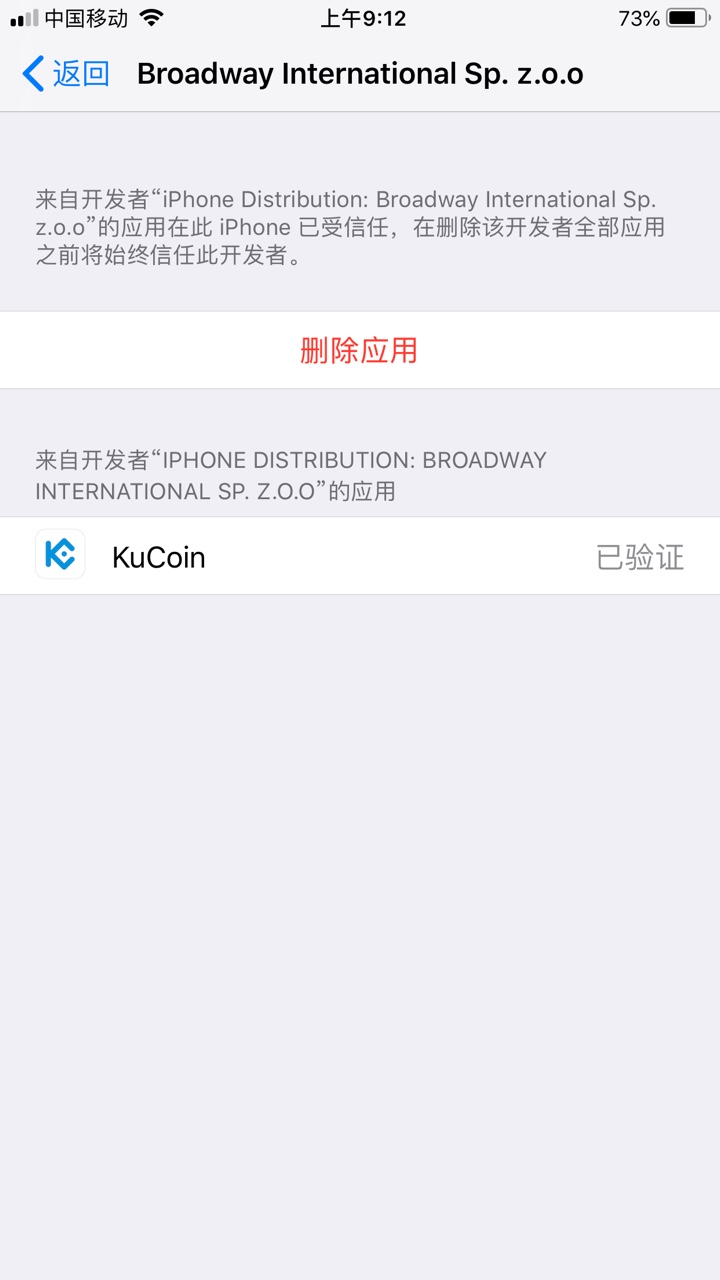 中国移动 上午9:12 73%
返回 Broadway International Sp. z.o.o
来自开发者“iPhone Distribution: Broadway International Sp.
z.o.o”的应用在此 iPhone 已受信任，在删除该开发者全部应用
之前将始终信任此开发者。
删除应用
来自开发者“IPHONE DISTRIBUTION: BROADWAY
INTERNATIONAL SP. Z.O.O”的应用
KuCoin 已验证